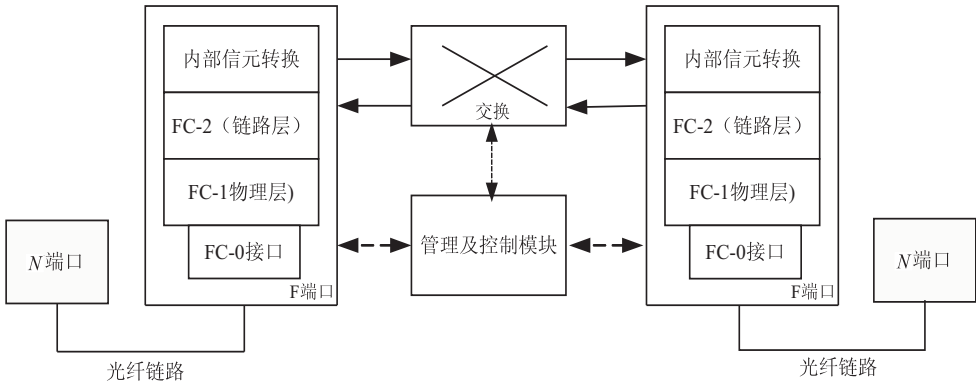 内部信元转换
FC-2（链路层）
FC-1物理层)
FC-0接口
F端口
N端口
光纤链路
交换
管理及控制模块
内部信元转换
FC-2（链路层）
FC-1物理层)
FC-0接口
F端口
N端口
光纤链路